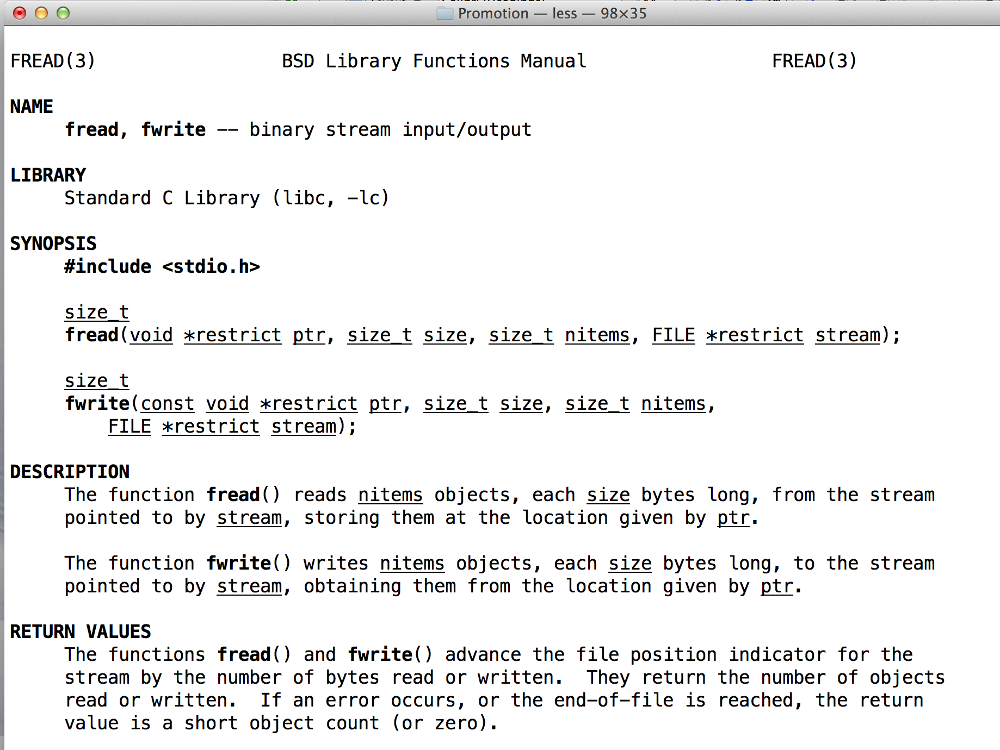 Promotion — less — 98×35
FREAD(3) BSD Library Functions Manual FREAD(3)
NAME
fread, fwrite -- binary stream input/output
LIBRARY
Standard C Library (libc, -lc)
SYNOPSIS
#include <stdio.h>
size_t
fread(void *restrict ptr, size_t size, size_t nitems, FILE *restrict stream);
size_t
fwrite(const void *restrict ptr, size_t size, size_t nitems,
FILE *restrict stream);
DESCRIPTION
The function fread() reads nitems objects, each size bytes long, from the stream
pointed to by stream, storing them at the location given by ptr.
The function fwrite() writes nitems objects, each size bytes long, to the stream
pointed to by stream, obtaining them from the location given by ptr.
RETURN VALUES
The functions fread() and fwrite() advance the file position indicator for the
stream by the number of bytes read or written.  They return the number of objects
read or written.  If an error occurs, or the end-of-file is reached, the return
value is a short object count (or zero).